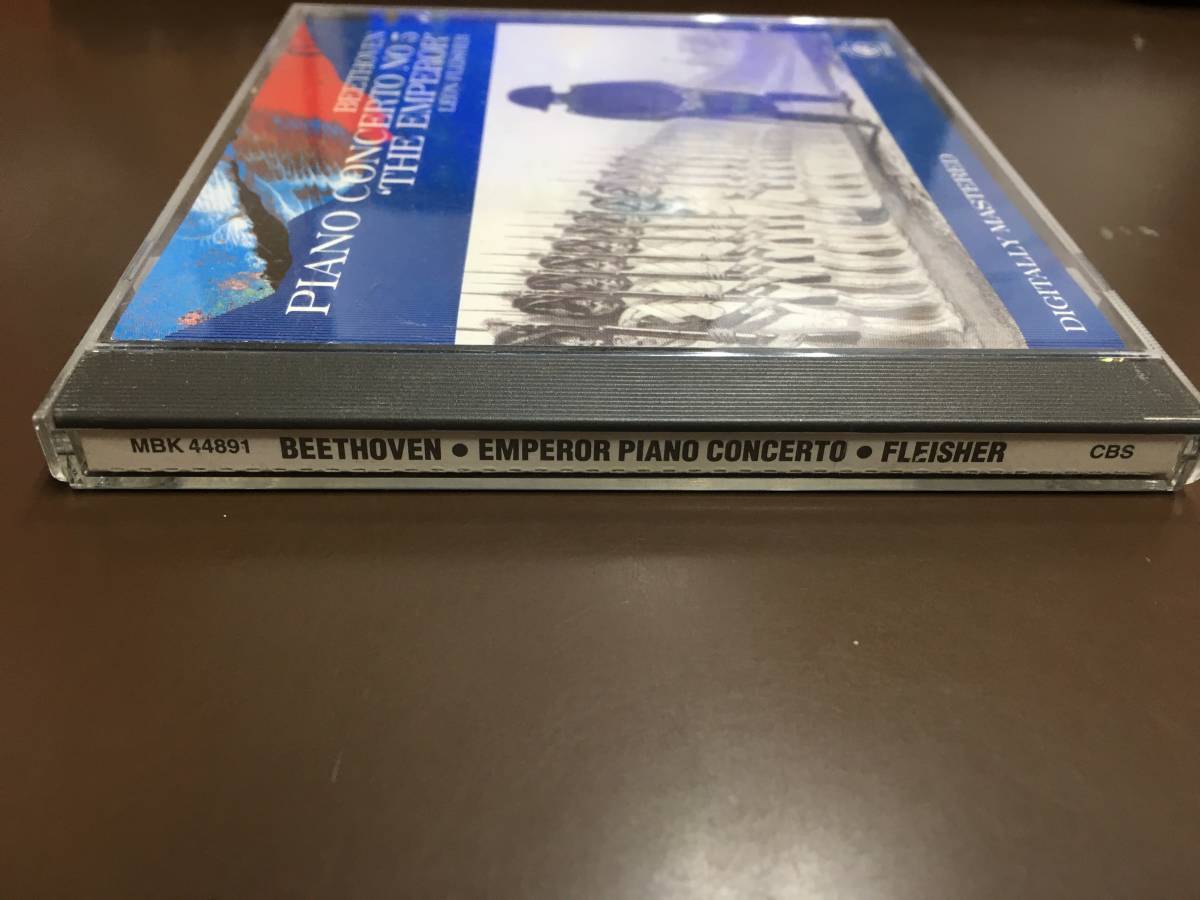 BEETHOVEN
PIANO CONCERTO NO 5
'THE EMPEROR'
LEON FLEISHER
DIGITALLY MASTERED
MBK 44891 BEETHOVEN • EMPEROR PIANO CONCERTO • FLEISHER CBS